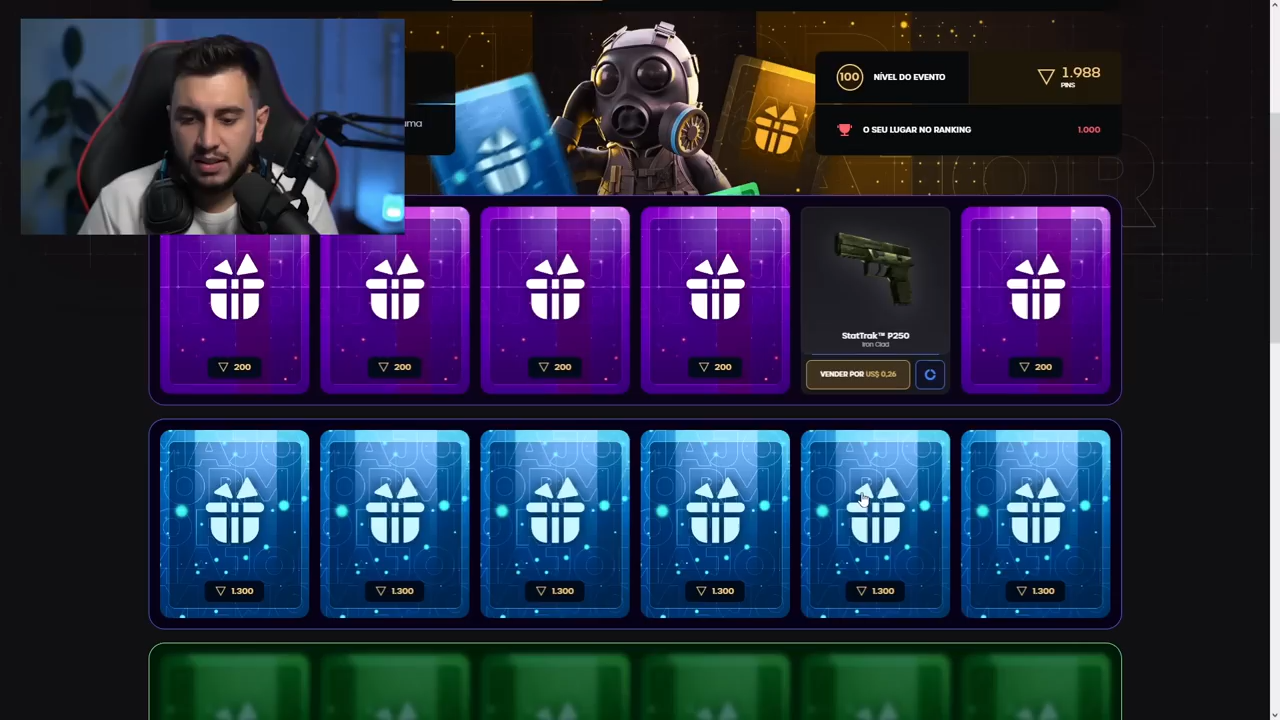 uma
100
NÍVEL DO EVENTO
1.988
PINS
O SEU LUGAR NO RANKING
1.000
200
200
200
200
StatTrak™ P250
Iron Clad
VENDER POR US$ 0,26
200
1.300
1.300
1.300
1.300
1.300
1.300